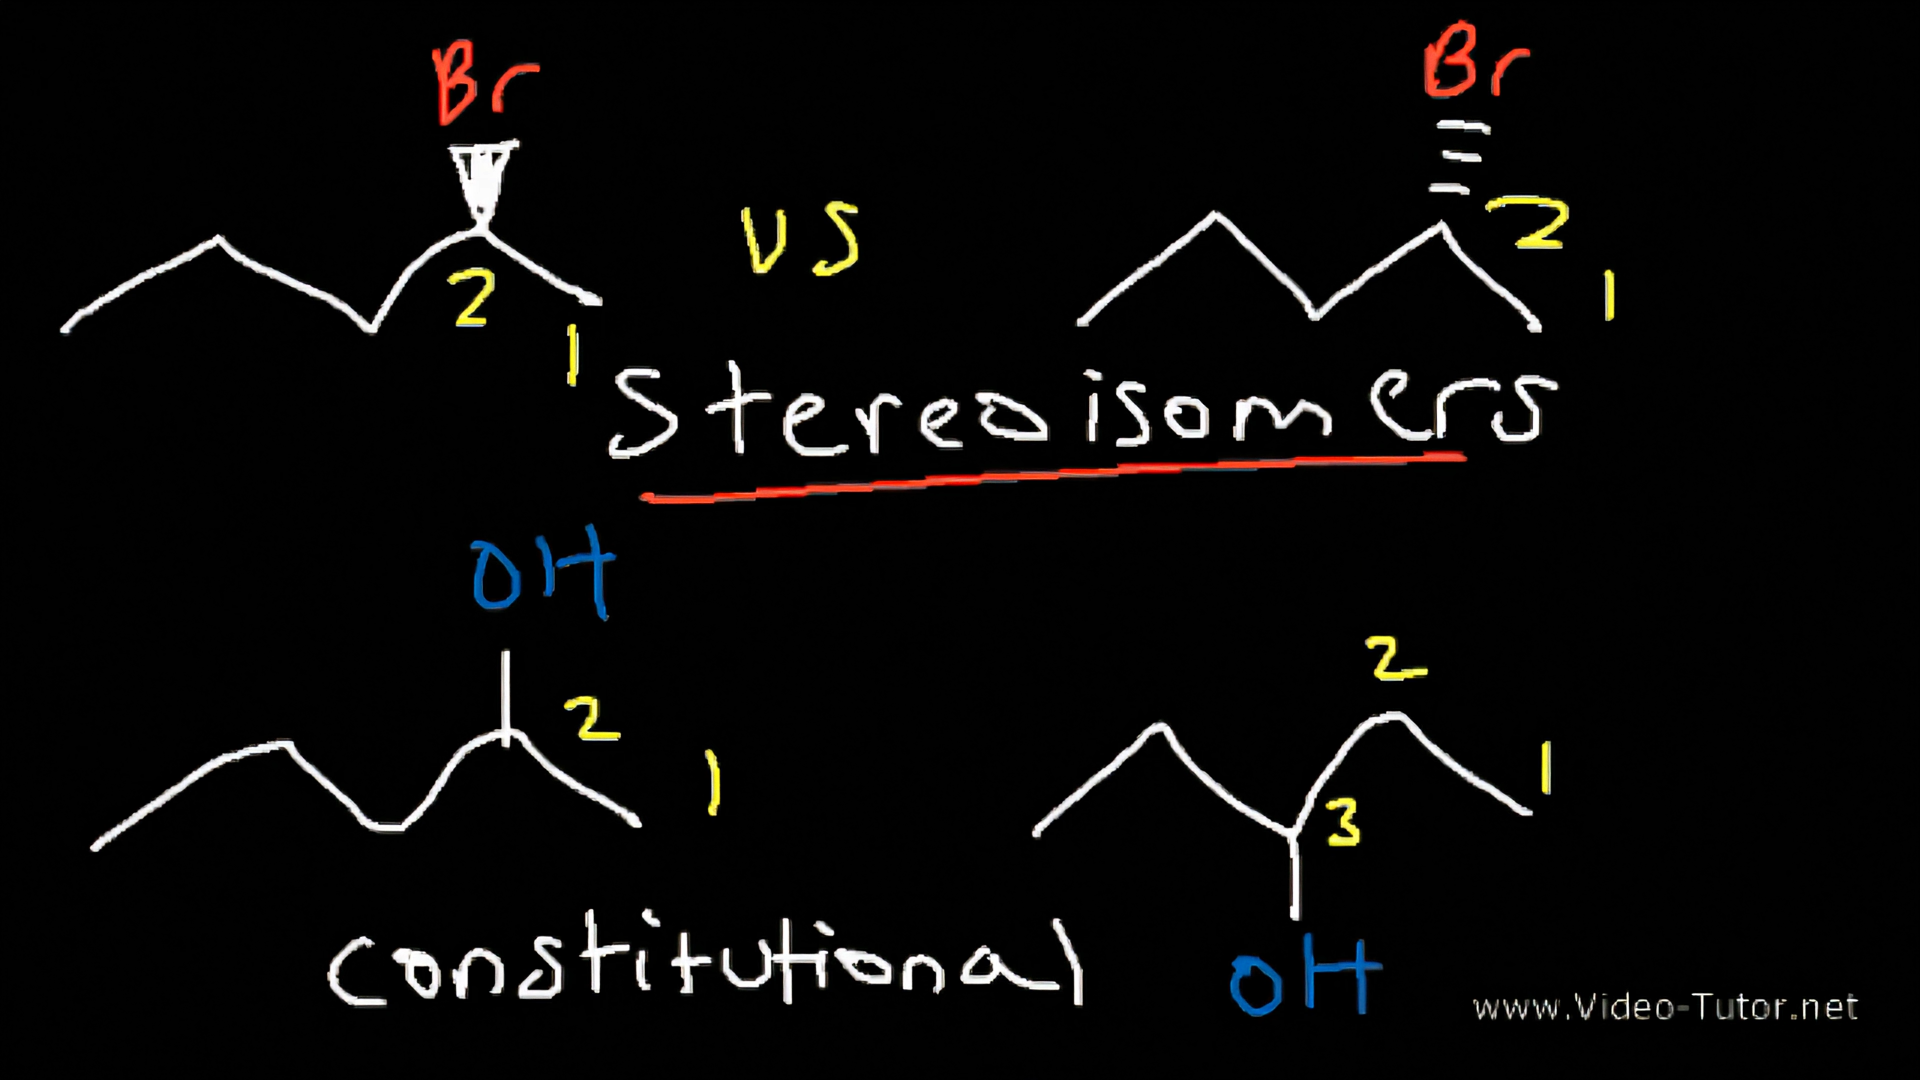 Br
Br
vs
2
2
1
1
Stereoisomers
OH
2
2
1
1
3
constitutional
OH
www.Video-Tutor.net